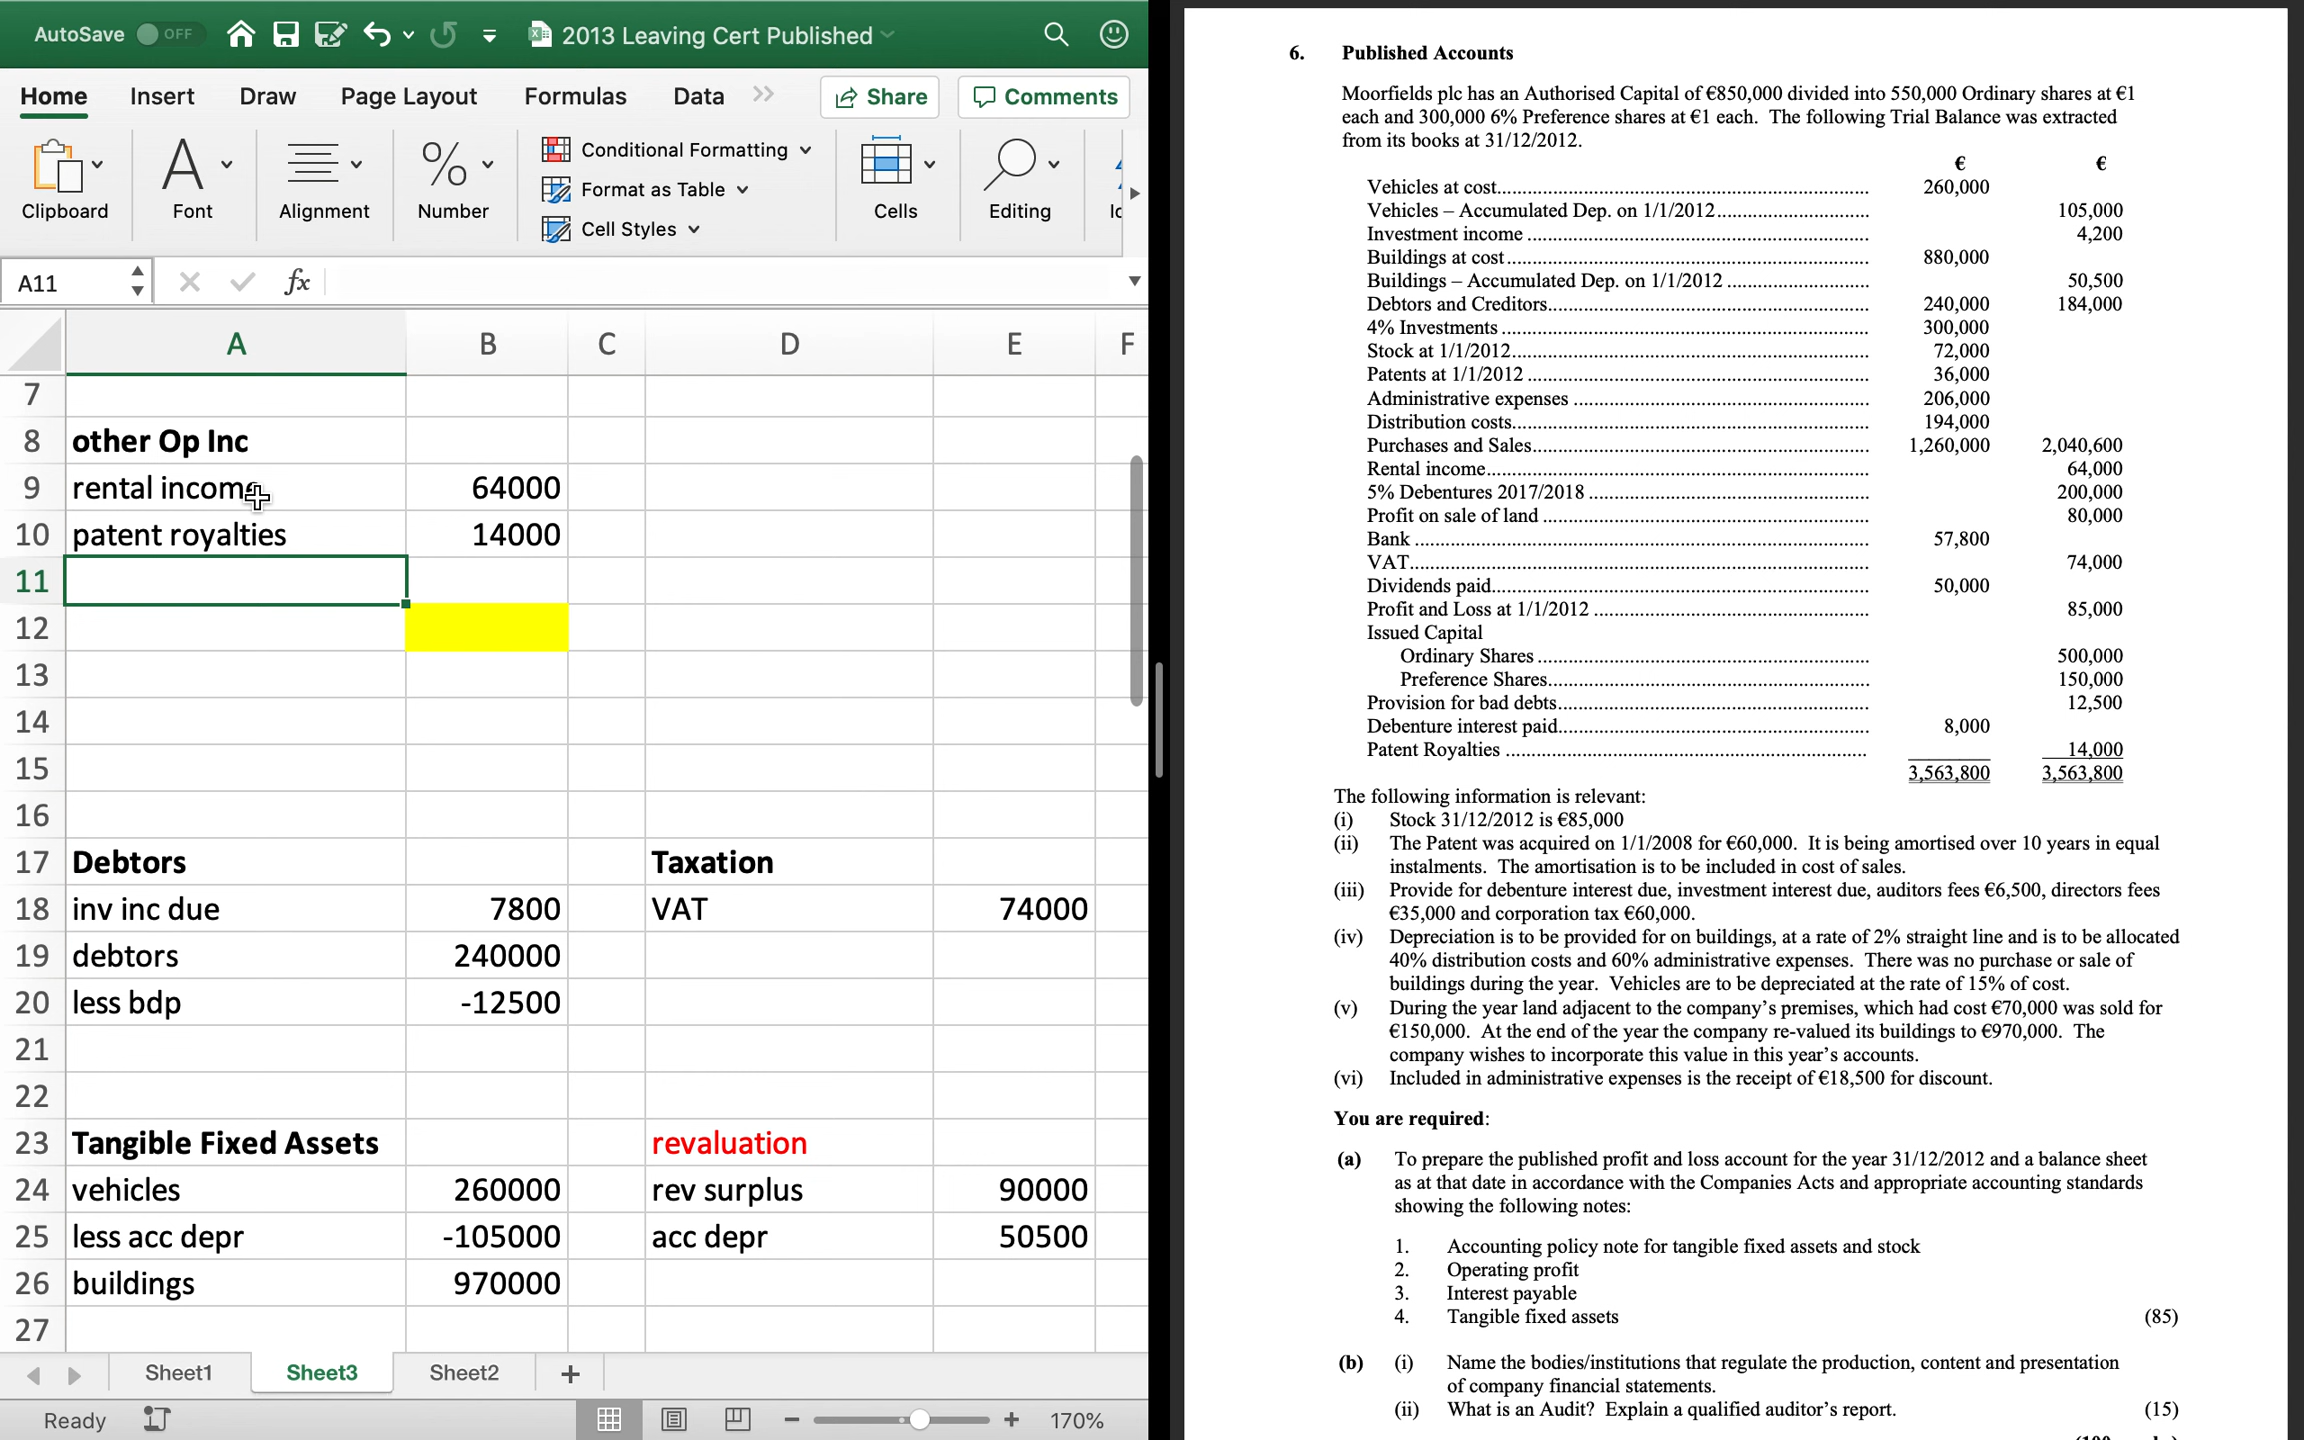 AutoSave OFF 2013 Leaving Cert Published
Home Insert Draw Page Layout Formulas Data Share Comments
Clipboard Font Alignment Number
Conditional Formatting
Format as Table
Cell Styles
Cells Editing
A11 fx
A B C D E F
7
8 other Op Inc
9 rental income 64000
10 patent royalties 14000
11
12
13
14
15
16
17 Debtors Taxation
18 inv inc due 7800 VAT 74000
19 debtors 240000
20 less bdp -12500
21
22
23 Tangible Fixed Assets revaluation
24 vehicles 260000 rev surplus 90000
25 less acc depr -105000 acc depr 50500
26 buildings 970000
27
Sheet1 Sheet3 Sheet2 +
Ready 170%
6. Published Accounts
Moorfields plc has an Authorised Capital of €850,000 divided into 550,000 Ordinary shares at €1
each and 300,000 6% Preference shares at €1 each. The following Trial Balance was extracted
from its books at 31/12/2012.
€ €
Vehicles at cost 260,000
Vehicles – Accumulated Dep. on 1/1/2012 105,000
Investment income 4,200
Buildings at cost 880,000
Buildings – Accumulated Dep. on 1/1/2012 50,500
Debtors and Creditors 240,000 184,000
4% Investments 300,000
Stock at 1/1/2012 72,000
Patents at 1/1/2012 36,000
Administrative expenses 206,000
Distribution costs 194,000
Purchases and Sales 1,260,000 2,040,600
Rental income 64,000
5% Debentures 2017/2018 200,000
Profit on sale of land 80,000
Bank 57,800
VAT 74,000
Dividends paid 50,000
Profit and Loss at 1/1/2012 85,000
Issued Capital
Ordinary Shares 500,000
Preference Shares 150,000
Provision for bad debts 12,500
Debenture interest paid 8,000
Patent Royalties 14,000
3,563,800 3,563,800
The following information is relevant:
(i) Stock 31/12/2012 is €85,000
(ii) The Patent was acquired on 1/1/2008 for €60,000. It is being amortised over 10 years in equal
instalments. The amortisation is to be included in cost of sales.
(iii) Provide for debenture interest due, investment interest due, auditors fees €6,500, directors fees
€35,000 and corporation tax €60,000.
(iv) Depreciation is to be provided for on buildings, at a rate of 2% straight line and is to be allocated
40% distribution costs and 60% administrative expenses. There was no purchase or sale of
buildings during the year. Vehicles are to be depreciated at the rate of 15% of cost.
(v) During the year land adjacent to the company’s premises, which had cost €70,000 was sold for
€150,000. At the end of the year the company re-valued its buildings to €970,000. The
company wishes to incorporate this value in this year’s accounts.
(vi) Included in administrative expenses is the receipt of €18,500 for discount.
You are required:
(a) To prepare the published profit and loss account for the year 31/12/2012 and a balance sheet
as at that date in accordance with the Companies Acts and appropriate accounting standards
showing the following notes:
1. Accounting policy note for tangible fixed assets and stock
2. Operating profit
3. Interest payable
4. Tangible fixed assets (85)
(b) (i) Name the bodies/institutions that regulate the production, content and presentation
of company financial statements.
(ii) What is an Audit? Explain a qualified auditor’s report. (15)